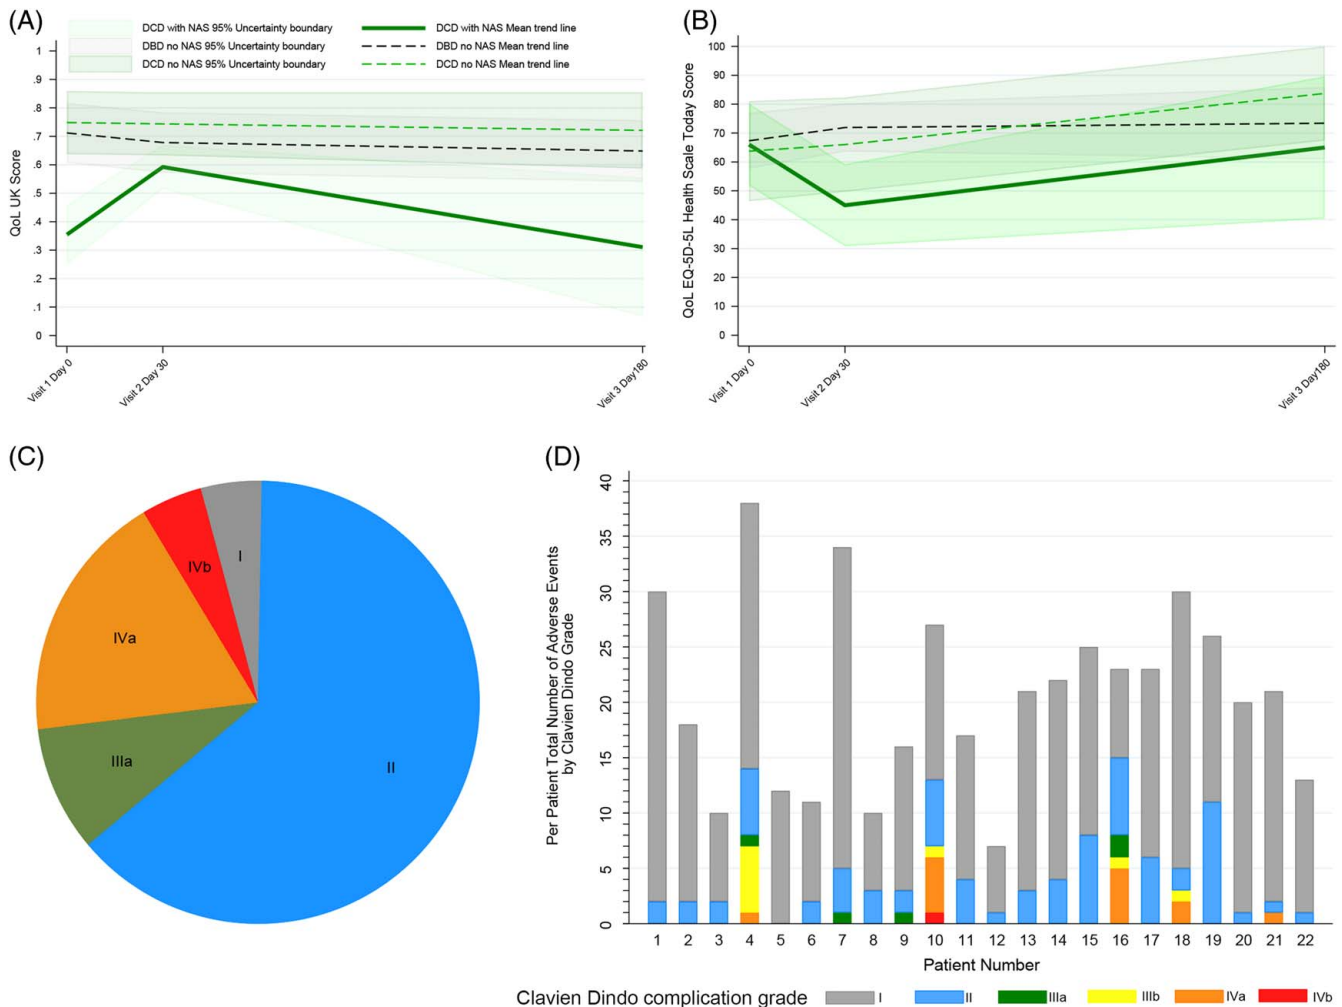 (A)
DCD with NAS 95% Uncertainty boundary
DCD with NAS Mean trend line
DBD no NAS 95% Uncertainty boundary
DBD no NAS Mean trend line
DCD no NAS 95% Uncertainty boundary
DCD no NAS Mean trend line
QoL UK Score
1
.9
.8
.7
.6
.5
.4
.3
.2
.1
0
Visit 1 Day 0
Visit 2 Day 30
Visit 3 Day180
(B)
QoL EQ-5D-5L Health Scale Today Score
100
90
80
70
60
50
40
30
20
10
0
Visit 1 Day 0
Visit 2 Day 30
Visit 3 Day180
(C)
I
II
IIIa
IVa
IVb
(D)
Per Patient Total Number of Adverse Events
by Clavien Dindo Grade
40
35
30
25
20
15
10
5
0
1 2 3 4 5 6 7 8 9 10 11 12 13 14 15 16 17 18 19 20 21 22
Patient Number
Clavien Dindo complication grade I II IIIa IIIb IVa IVb